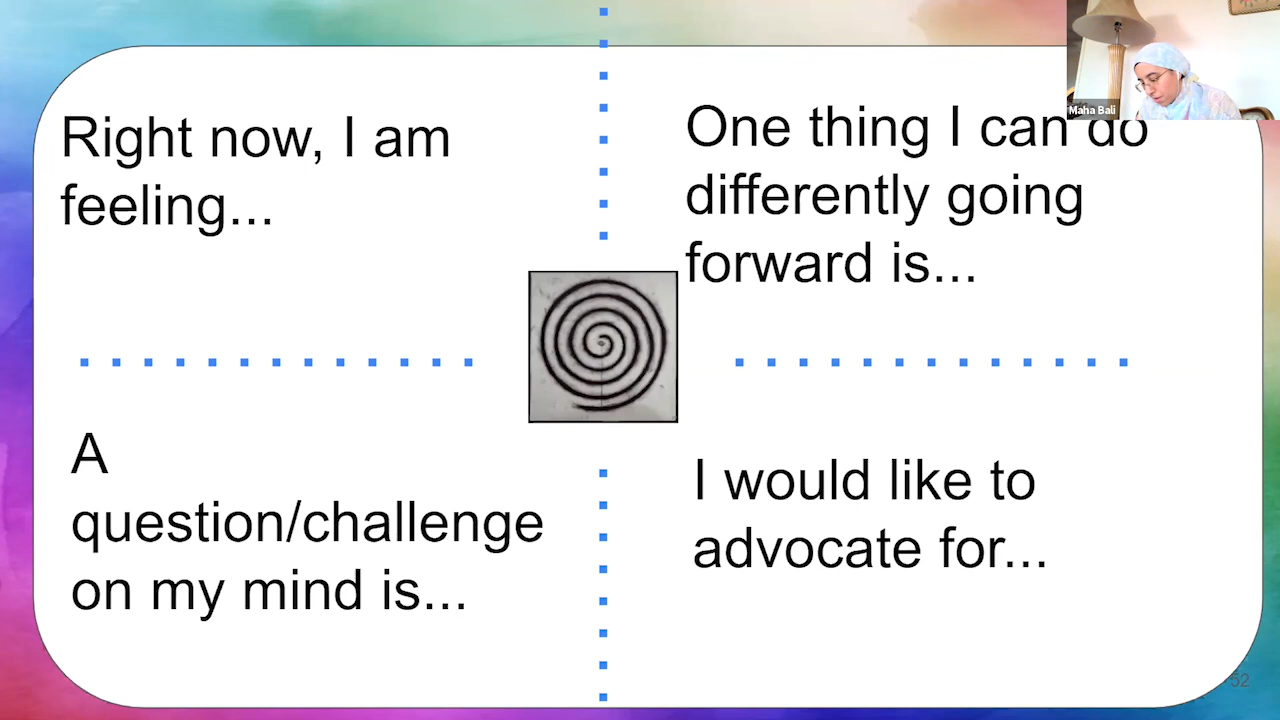 Right now, I am
feeling...
One thing I can do
differently going
forward is...
A
question/challenge
on my mind is...
I would like to
advocate for...
Maha Bali
52